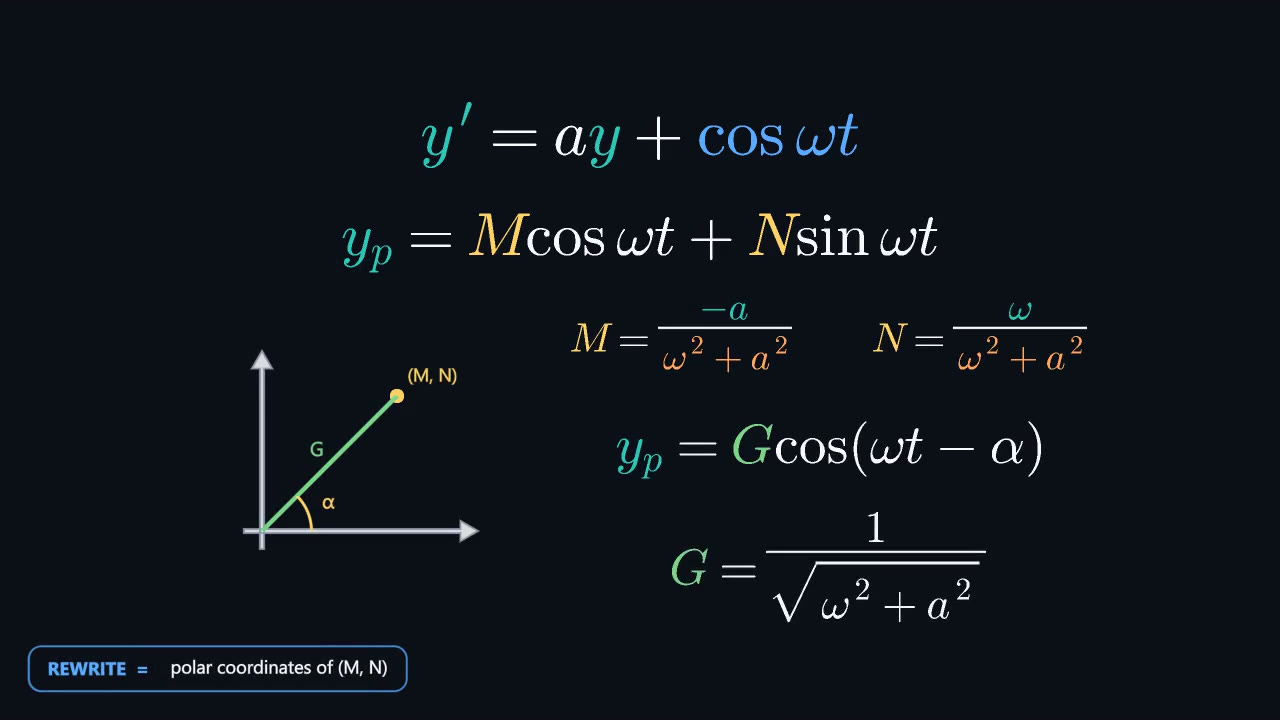 y′ = ay + cos ωt
y_p = M cos ωt + N sin ωt
M = −a / (ω² + a²)    N = ω / (ω² + a²)
(M, N)
G
α
y_p = G cos(ωt − α)
G = 1 / √(ω² + a²)
REWRITE = polar coordinates of (M, N)